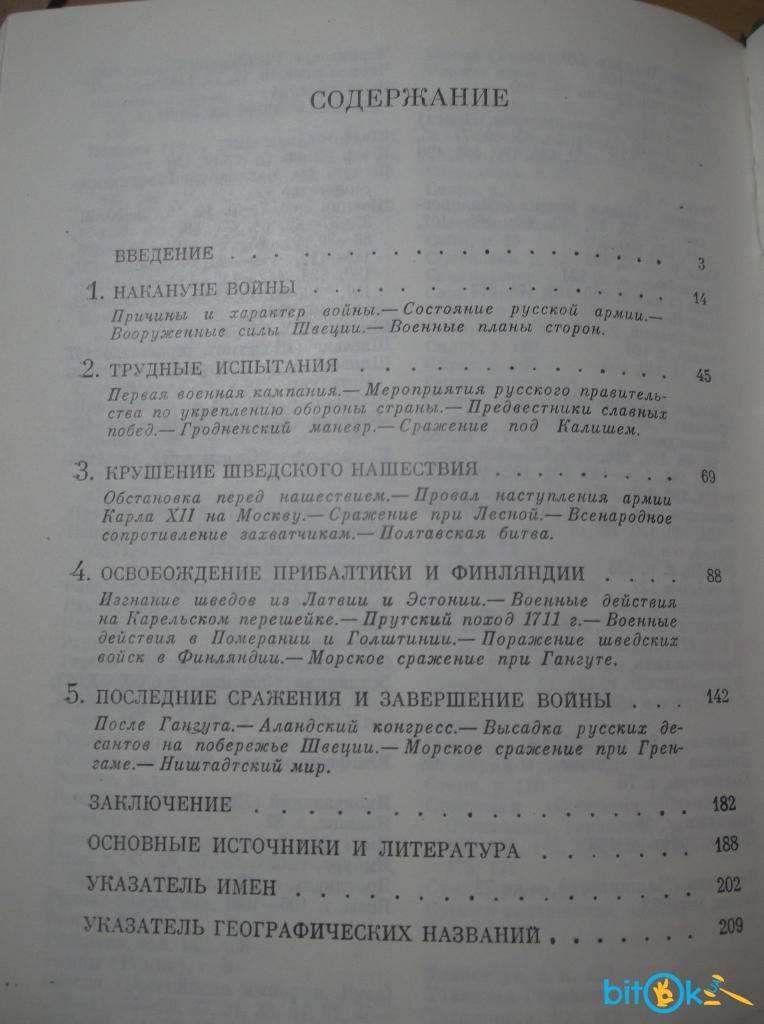 СОДЕРЖАНИЕ
ВВЕДЕНИЕ . . . . . . . . . . . . . . . . . . . 3
1. НАКАНУНЕ ВОЙНЫ . . . . . . . . . . . . . . . 14
Причины и характер войны.— Состояние русской армии.—
Вооруженные силы Швеции.— Военные планы сторон.
2. ТРУДНЫЕ ИСПЫТАНИЯ . . . . . . . . . . . . . 45
Первая военная кампания.— Мероприятия русского правитель-
ства по укреплению обороны страны.— Предвестники славных
побед.— Гродненский маневр.— Сражение под Калишем.
3. КРУШЕНИЕ ШВЕДСКОГО НАШЕСТВИЯ . . . . . . . . . 69
Обстановка перед нашествием.— Провал наступления армии
Карла XII на Москву.— Сражение при Лесной.— Всенародное
сопротивление захватчикам.— Полтавская битва.
4. ОСВОБОЖДЕНИЕ ПРИБАЛТИКИ И ФИНЛЯНДИИ . . . . 88
Изгнание шведов из Латвии и Эстонии.— Военные действия
на Карельском перешейке.— Прутский поход 1711 г.— Военные
действия в Померании и Голштинии.— Поражение шведских
войск в Финляндии.— Морское сражение при Гангуте.
5. ПОСЛЕДНИЕ СРАЖЕНИЯ И ЗАВЕРШЕНИЕ ВОЙНЫ . . . 142
После Гангута.— Аландский конгресс.— Высадка русских де-
сантов на побережье Швеции.— Морское сражение при Грен-
гаме.— Ништадтский мир.
ЗАКЛЮЧЕНИЕ . . . . . . . . . . . . . . . . . 182
ОСНОВНЫЕ ИСТОЧНИКИ И ЛИТЕРАТУРА . . . . . . . 188
УКАЗАТЕЛЬ ИМЕН . . . . . . . . . . . . . . . 202
УКАЗАТЕЛЬ ГЕОГРАФИЧЕСКИХ НАЗВАНИЙ . . . . . . . 209